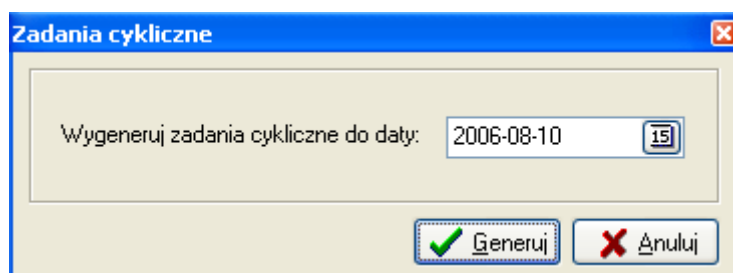 Zadania cykliczne
Wygeneruj zadania cykliczne do daty: 2006-08-10 15
Generuj Anuluj